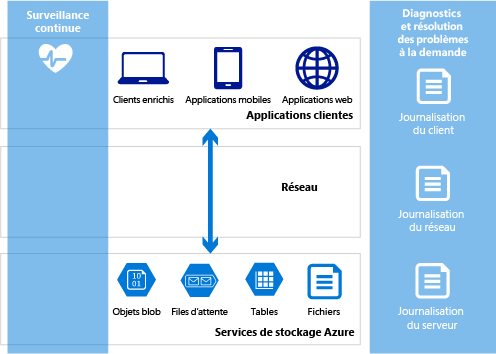 Surveillance
continue
Diagnostics
et résolution
des problèmes
à la demande
Clients enrichis
Applications mobiles
Applications web
Applications clientes
Journalisation
du client
Réseau
Journalisation
du réseau
10
01
Objets blob
Files d'attente
Tables
Fichiers
Services de stockage Azure
Journalisation
du serveur